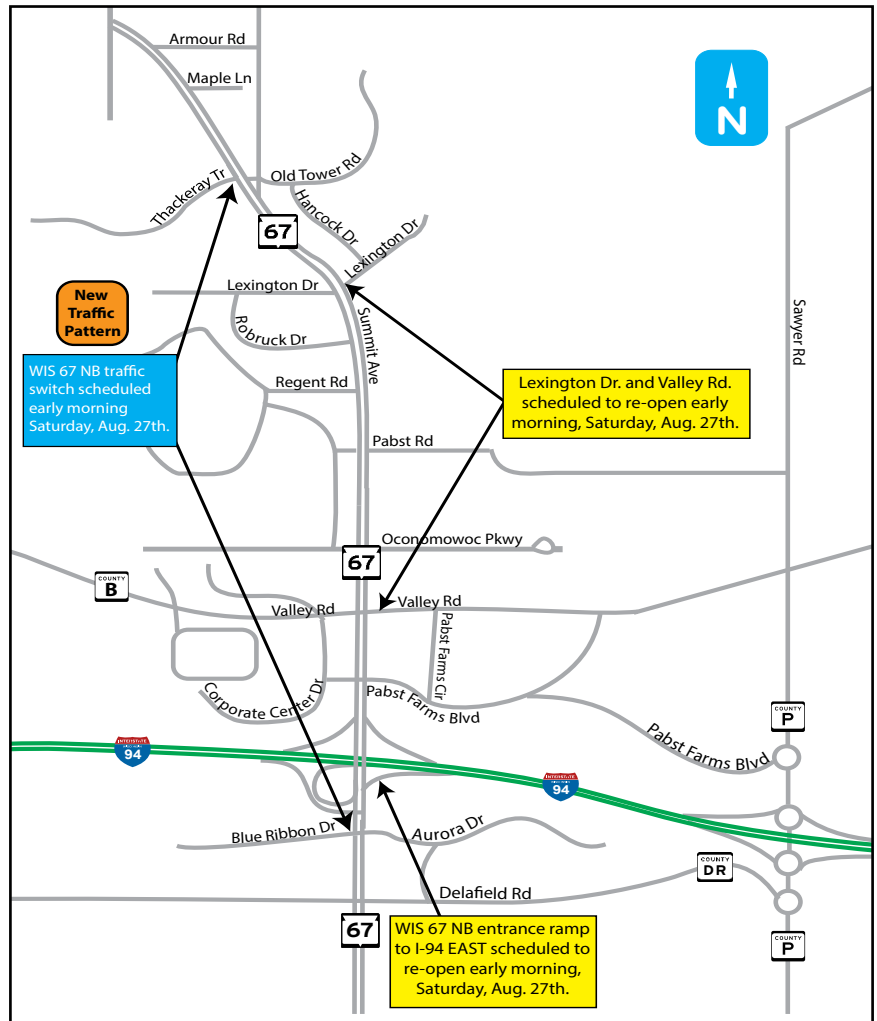 Armour Rd
Maple Ln
N
Old Tower Rd
Thackeray Tr
Hancock Dr
67
Lexington Dr
Lexington Dr
New
Traffic
Pattern
Robruck Dr
Summit Ave
Sawyer Rd
WIS 67 NB traffic
switch scheduled
early morning
Saturday, Aug. 27th.
Regent Rd
Lexington Dr. and Valley Rd.
scheduled to re-open early
morning, Saturday, Aug. 27th.
Pabst Rd
Oconomowoc Pkwy
67
COUNTY
B
Valley Rd
Valley Rd
Pabst Farms Cir
Corporate Center Dr
Pabst Farms Blvd
COUNTY
P
Pabst Farms Blvd
INTERSTATE
94
INTERSTATE
94
Blue Ribbon Dr
Aurora Dr
COUNTY
DR
Delafield Rd
67
WIS 67 NB entrance ramp
to I-94 EAST scheduled to
re-open early morning,
Saturday, Aug. 27th.
COUNTY
P